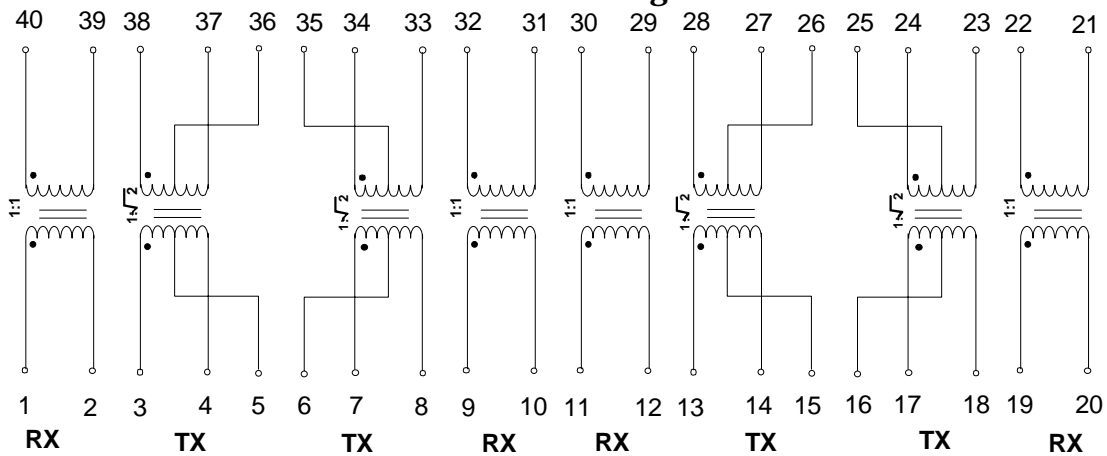 g
40 39 38 37 36 35 34 33 32 31 30 29 28 27 26 25 24 23 22 21
1:1 1:√2 1:√2 1:1 1:1 1:√2 1:√2 1:1
1 2 3 4 5 6 7 8 9 10 11 12 13 14 15 16 17 18 19 20
RX TX TX RX RX TX TX RX